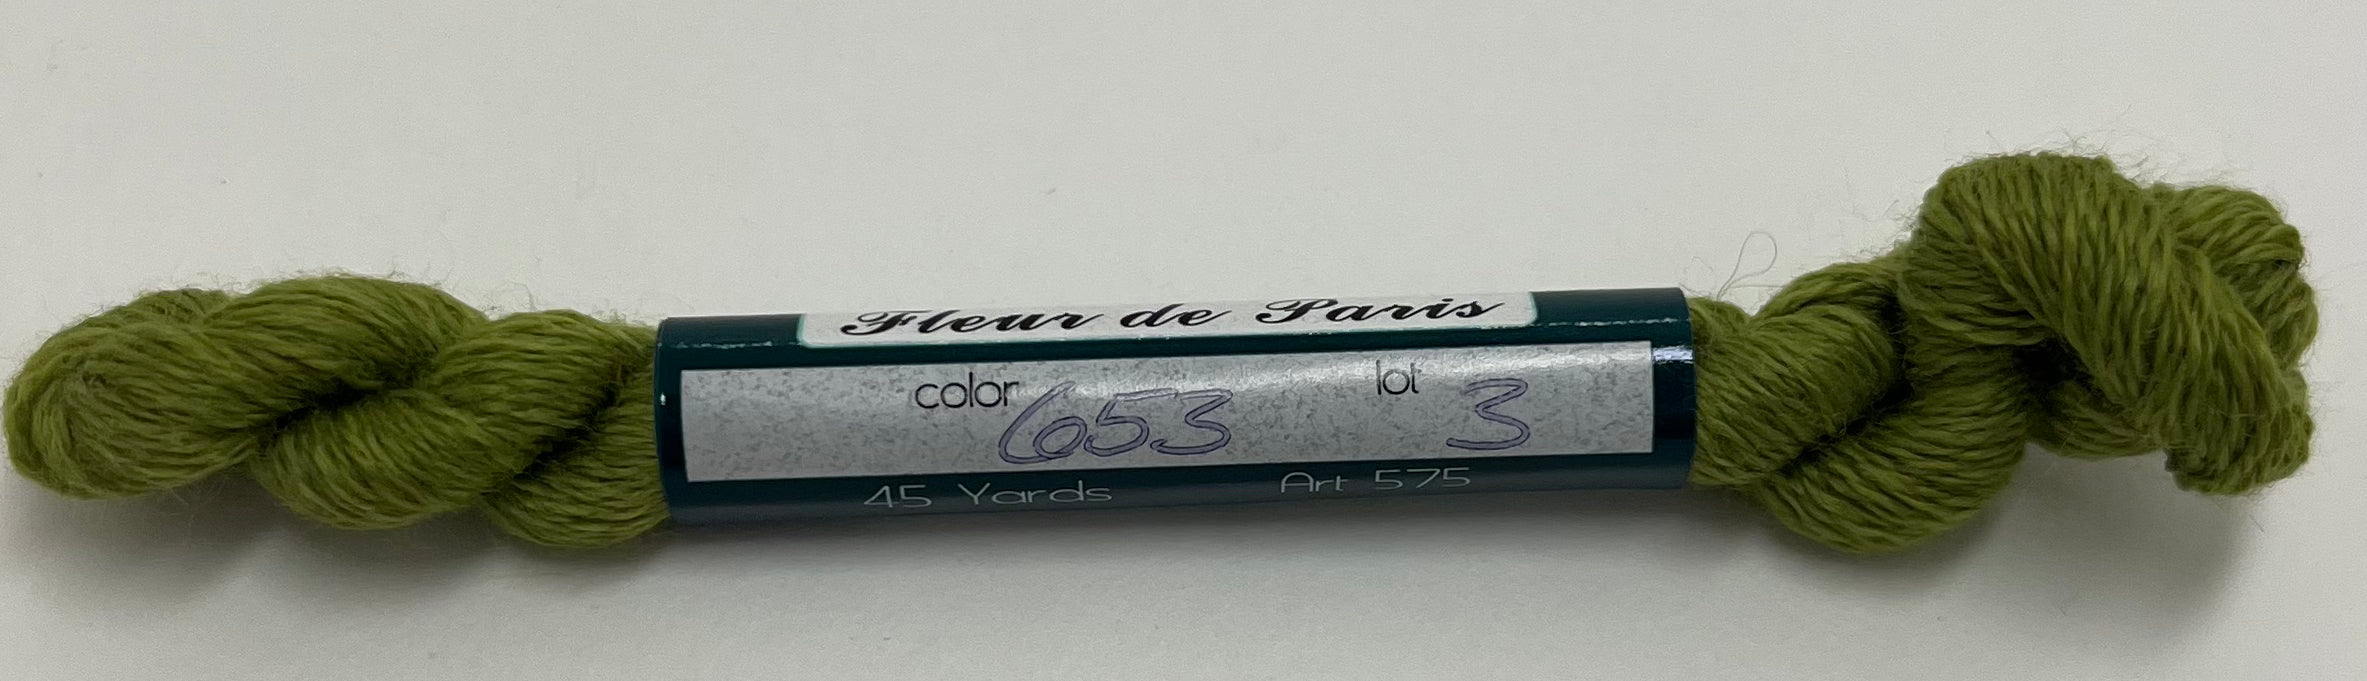 Fleur de Paris
color 653 lot 3
45 Yards Art 575